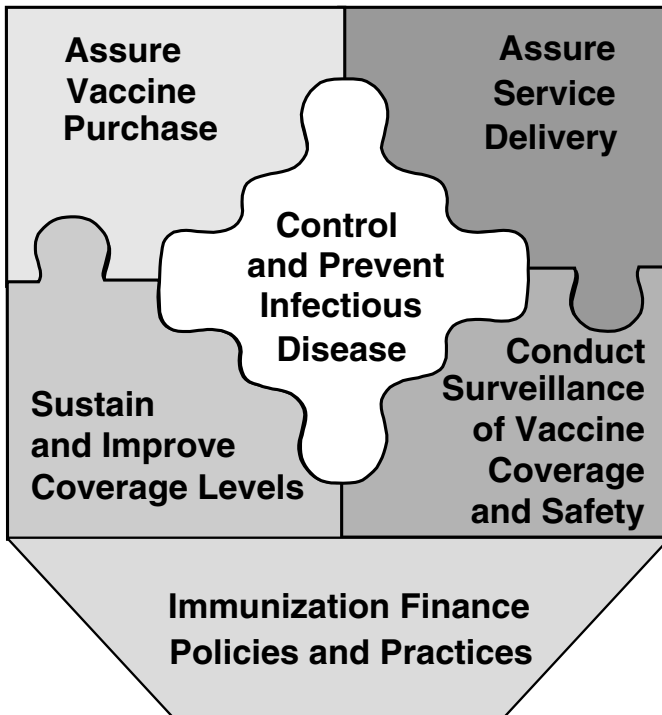 Assure
Vaccine
Purchase
Assure
Service
Delivery
Control
and Prevent
Infectious
Disease
Sustain
and Improve
Coverage Levels
Conduct
Surveillance
of Vaccine
Coverage
and Safety
Immunization Finance
Policies and Practices